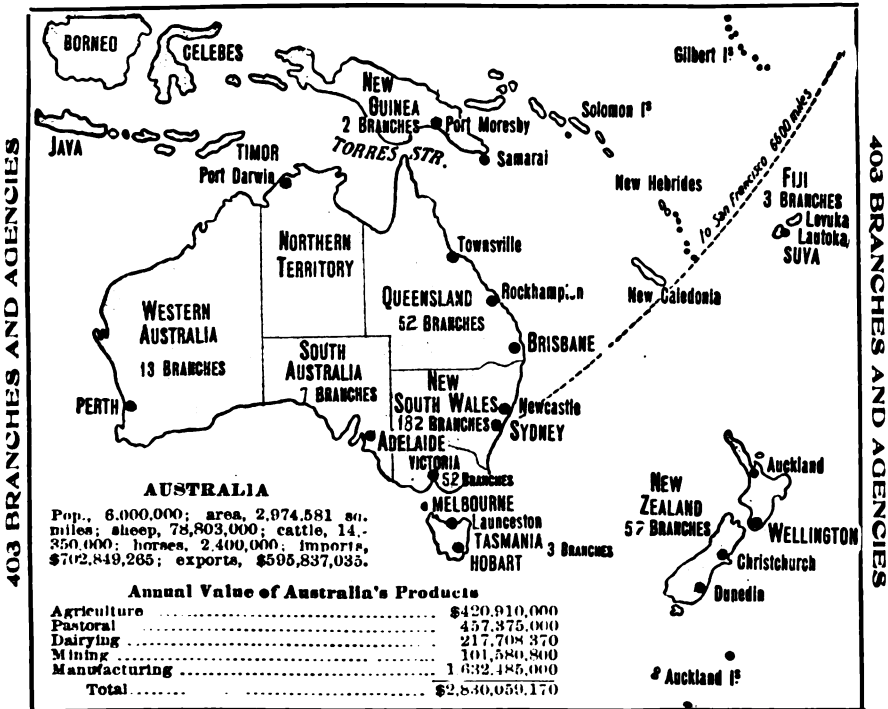 BORNEO
CELEBES
Gilbert Is
NEW
GUINEA
2 BRANCHES
Port Moresby
Solomon Is
JAVA
TORRES STR.
TIMOR
Port Darwin
Samarai
New Hebrides
to San Francisco 6600 miles
FIJI
3 BRANCHES
Levuka
Lautoka,
SUVA
403 BRANCHES AND AGENCIES
403 BRANCHES AND AGENCIES
NORTHERN
TERRITORY
Townsville
New Caledonia
WESTERN
AUSTRALIA
13 BRANCHES
QUEENSLAND
52 BRANCHES
Rockhampton
BRISBANE
SOUTH
AUSTRALIA
7 BRANCHES
NEW
SOUTH WALES
182 BRANCHES
Newcastle
SYDNEY
PERTH
ADELAIDE
VICTORIA
52 BRANCHES
MELBOURNE
Launceston
TASMANIA 3 BRANCHES
HOBART
NEW
ZEALAND
57 BRANCHES
Auckland
WELLINGTON
Christchurch
Dunedin
Auckland Is
AUSTRALIA
Pop., 6,000,000; area, 2,974,581 sq.
miles; sheep, 78,803,000; cattle, 14,-
350,000; horses, 2,400,000; imports,
$702,849,265; exports, $595,837,035.
Annual Value of Australia's Products
Agriculture ........ $420,910,000
Pastoral ........ 457,375,000
Dairying ........ 217,708,370
Mining ........ 101,580,800
Manufacturing ........ 1,632,485,000
Total ........ $2,830,059,170